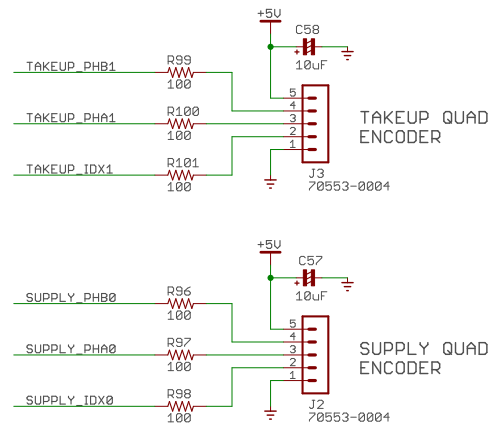 +5V
C58
+
10uF
TAKEUP_PHB1
R99
100
TAKEUP_PHA1
R100
100
TAKEUP_IDX1
R101
100
5
4
3
2
1
TAKEUP QUAD
ENCODER
J3
70553-0004
+5V
C57
+
10uF
SUPPLY_PHB0
R96
100
SUPPLY_PHA0
R97
100
SUPPLY_IDX0
R98
100
5
4
3
2
1
SUPPLY QUAD
ENCODER
J2
70553-0004